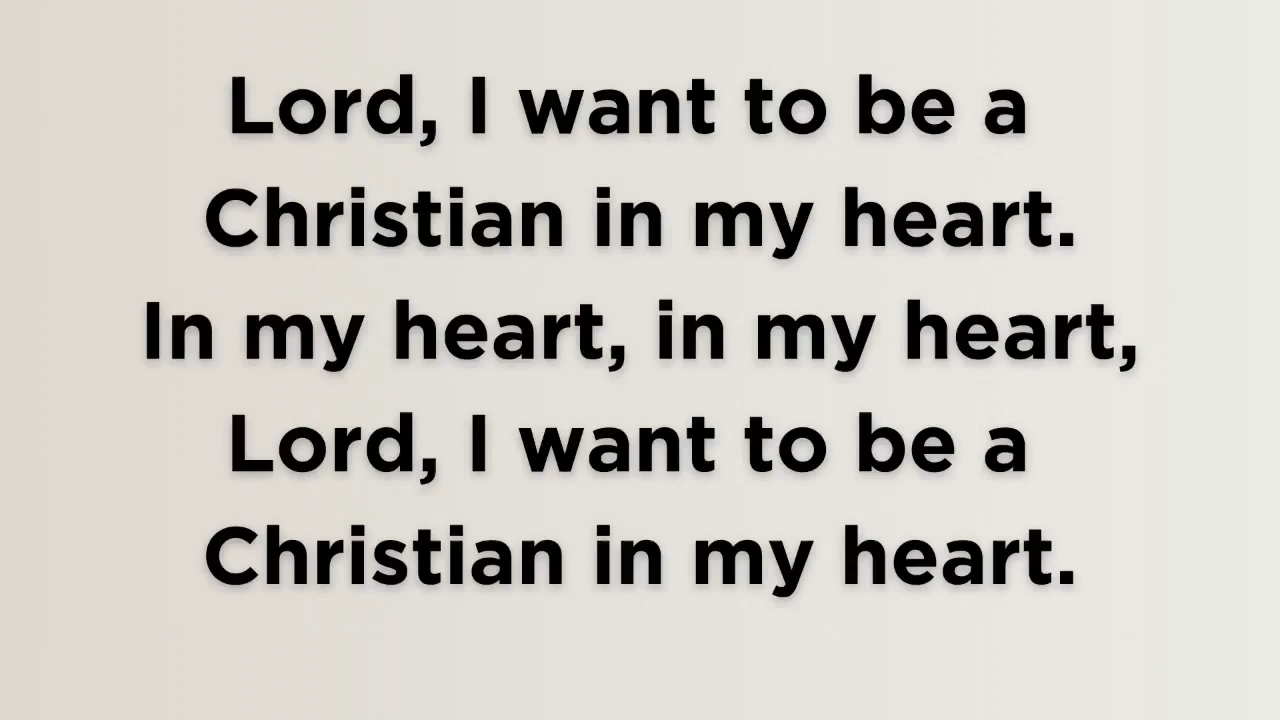 Lord, I want to be a
Christian in my heart.
In my heart, in my heart,
Lord, I want to be a
Christian in my heart.